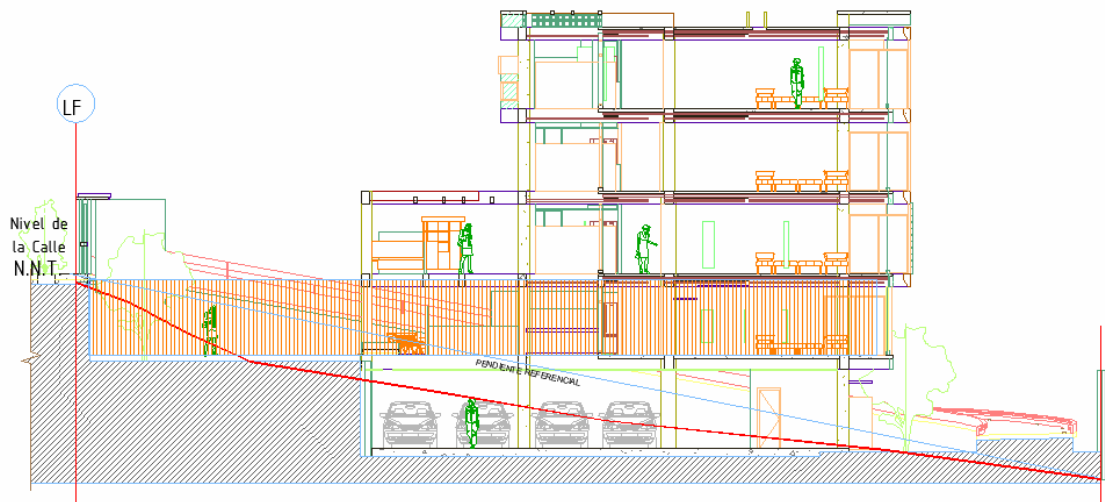 LF
Nivel de
la Calle
N.N.T.
PENDIENTE REFERENCIAL